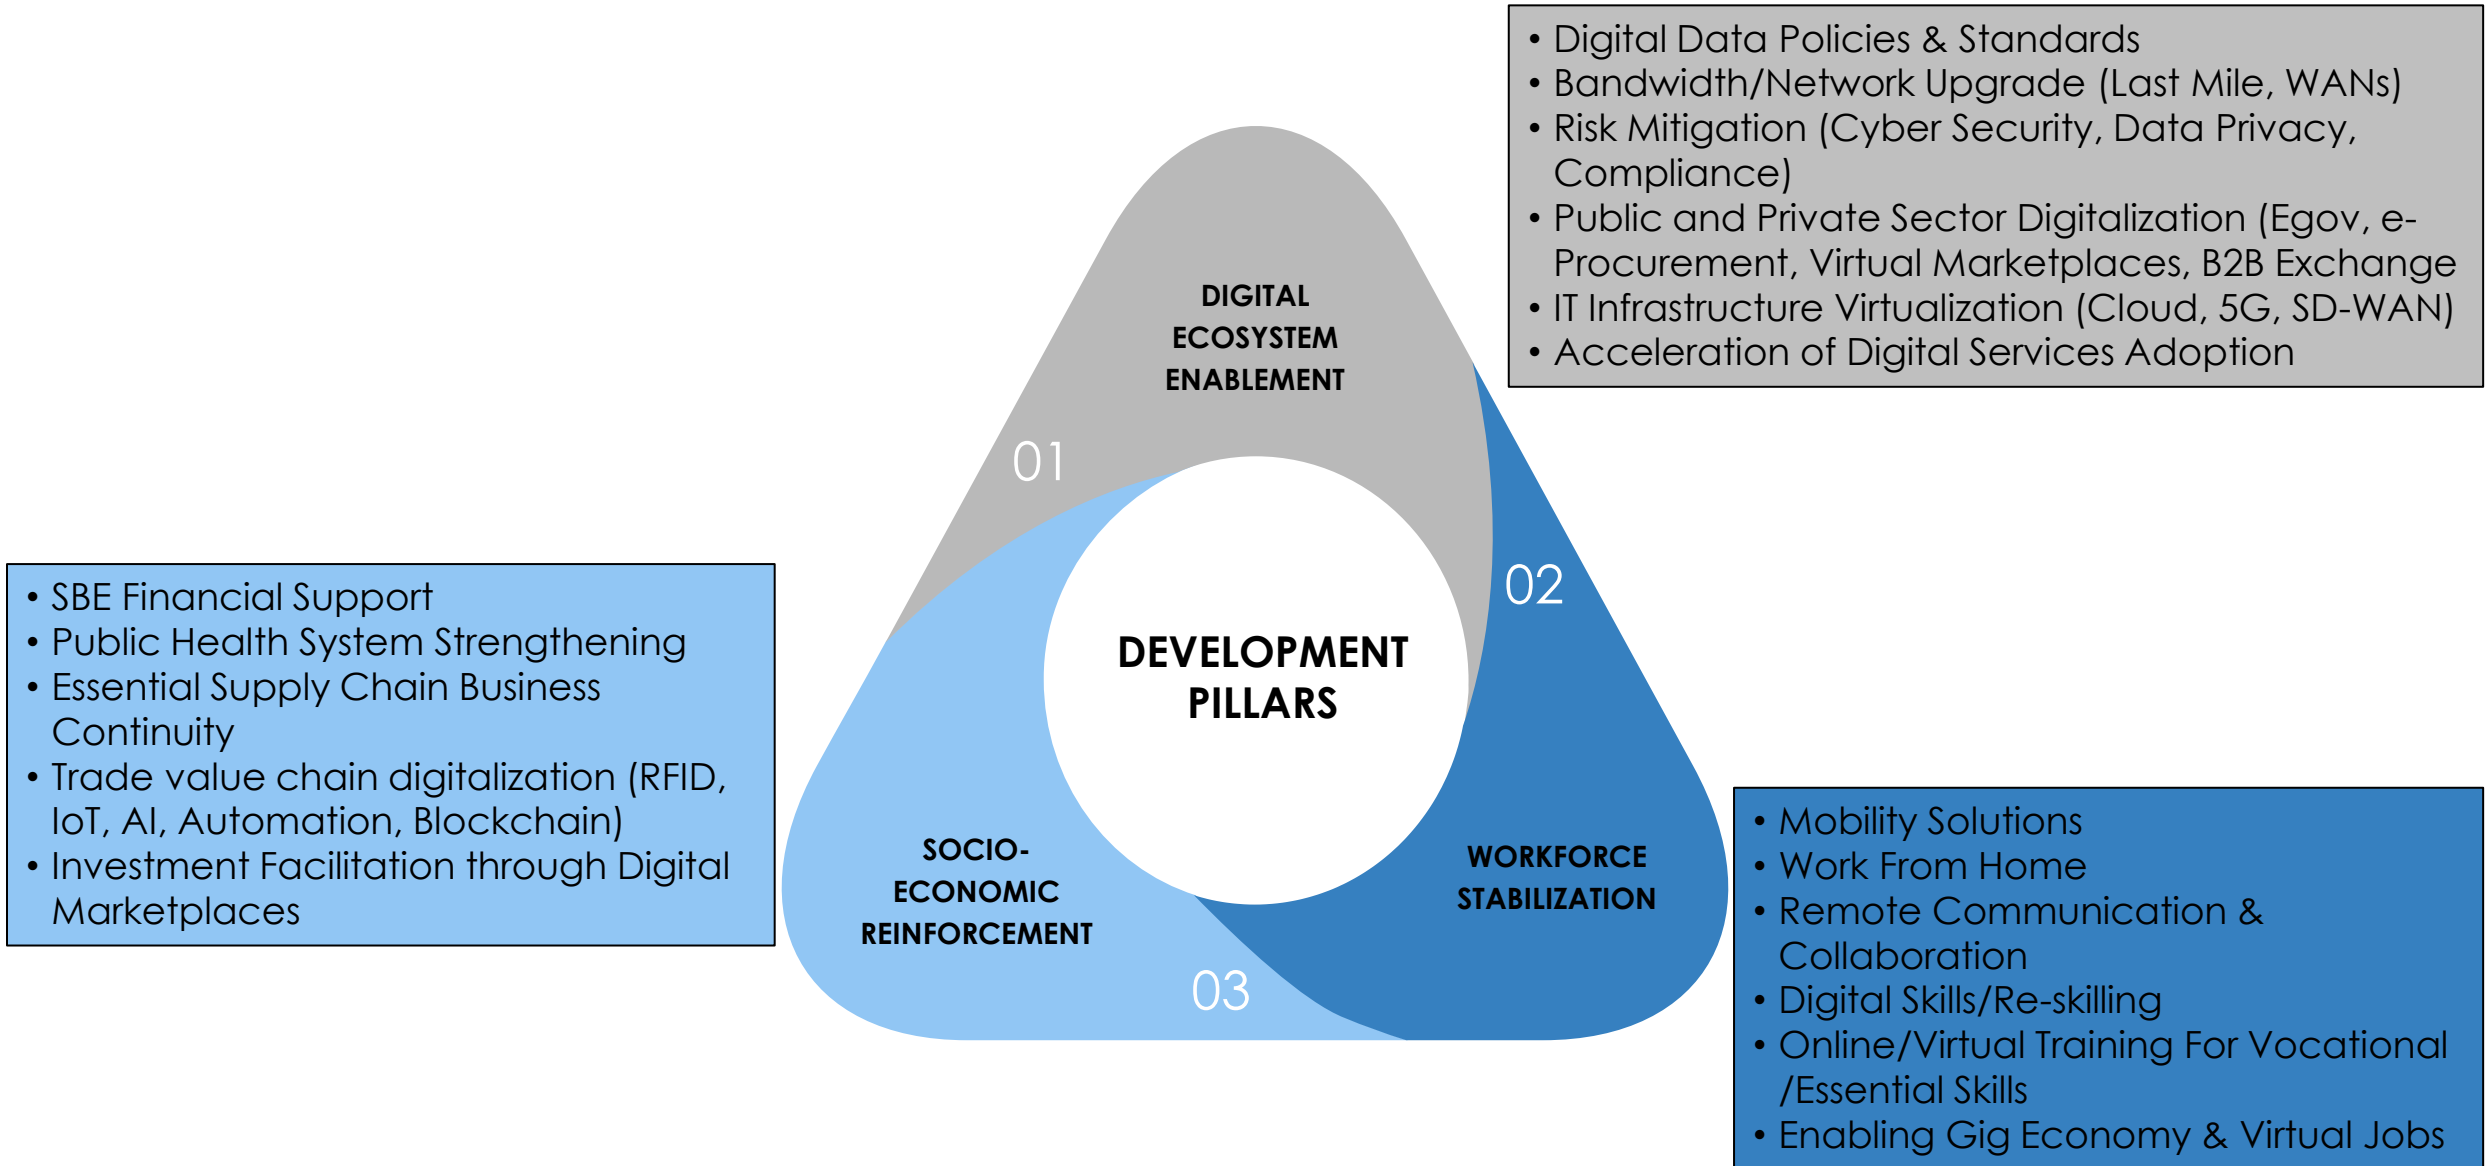 • Digital Data Policies & Standards
• Bandwidth/Network Upgrade (Last Mile, WANs)
• Risk Mitigation (Cyber Security, Data Privacy,
Compliance)
• Public and Private Sector Digitalization (Egov, e-
Procurement, Virtual Marketplaces, B2B Exchange
• IT Infrastructure Virtualization (Cloud, 5G, SD-WAN)
• Acceleration of Digital Services Adoption
DIGITAL
ECOSYSTEM
ENABLEMENT
01
02
DEVELOPMENT
PILLARS
• SBE Financial Support
• Public Health System Strengthening
• Essential Supply Chain Business
Continuity
• Trade value chain digitalization (RFID,
IoT, AI, Automation, Blockchain)
• Investment Facilitation through Digital
Marketplaces
SOCIO-
ECONOMIC
REINFORCEMENT
03
WORKFORCE
STABILIZATION
• Mobility Solutions
• Work From Home
• Remote Communication &
Collaboration
• Digital Skills/Re-skilling
• Online/Virtual Training For Vocational
/Essential Skills
• Enabling Gig Economy & Virtual Jobs